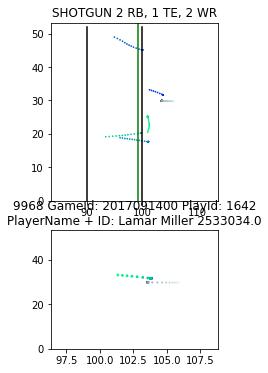 SHOTGUN 2 RB, 1 TE, 2 WR
50
40
30
20
10
0
90 100 110
9968 GameId: 2017091400 PlayId: 1642
PlayerName + ID: Lamar Miller 2533034.0
40
20
0
97.5 100.0 102.5 105.0 107.5